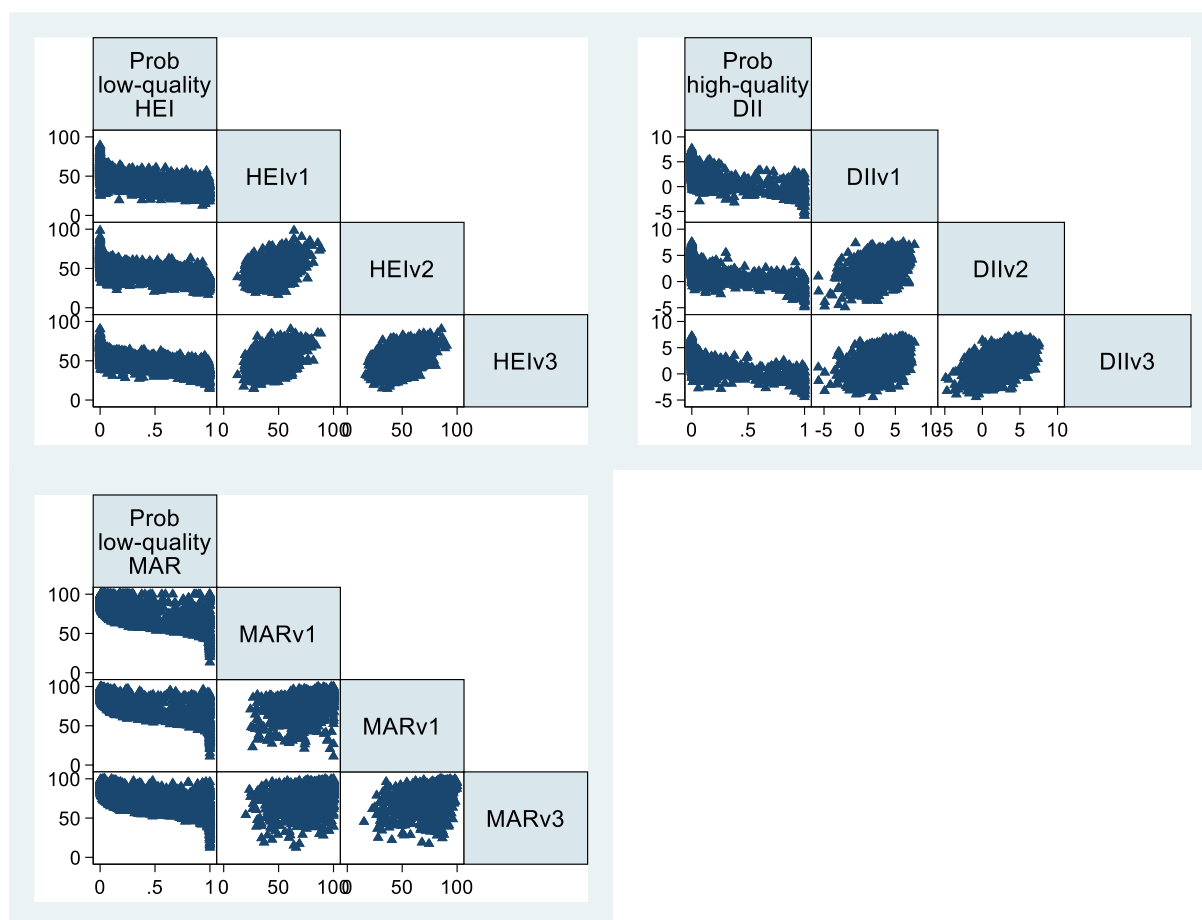 Prob
low-quality
HEI
100
50
0
HEIv1
100
50
0
HEIv2
100
50
0
HEIv3
0 .5 1 0 50 100 0 50 100
Prob
high-quality
DII
10
5
0
-5
DIIv1
10
5
0
-5
DIIv2
10
5
0
-5
DIIv3
0 .5 1 -5 0 5 10 -5 0 5 10
Prob
low-quality
MAR
100
50
0
MARv1
100
50
0
MARv1
100
50
0
MARv3
0 .5 1 0 50 100 0 50 100